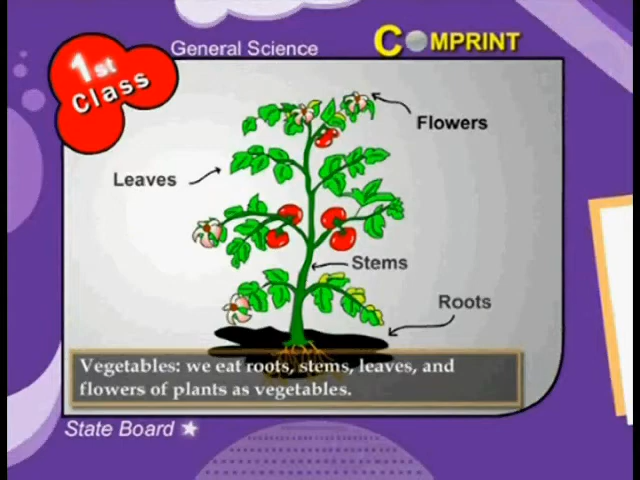 General Science
COMPRINT
1st
Class
Flowers
Leaves
Stems
Roots
Vegetables: we eat roots, stems, leaves, and
flowers of plants as vegetables.
State Board